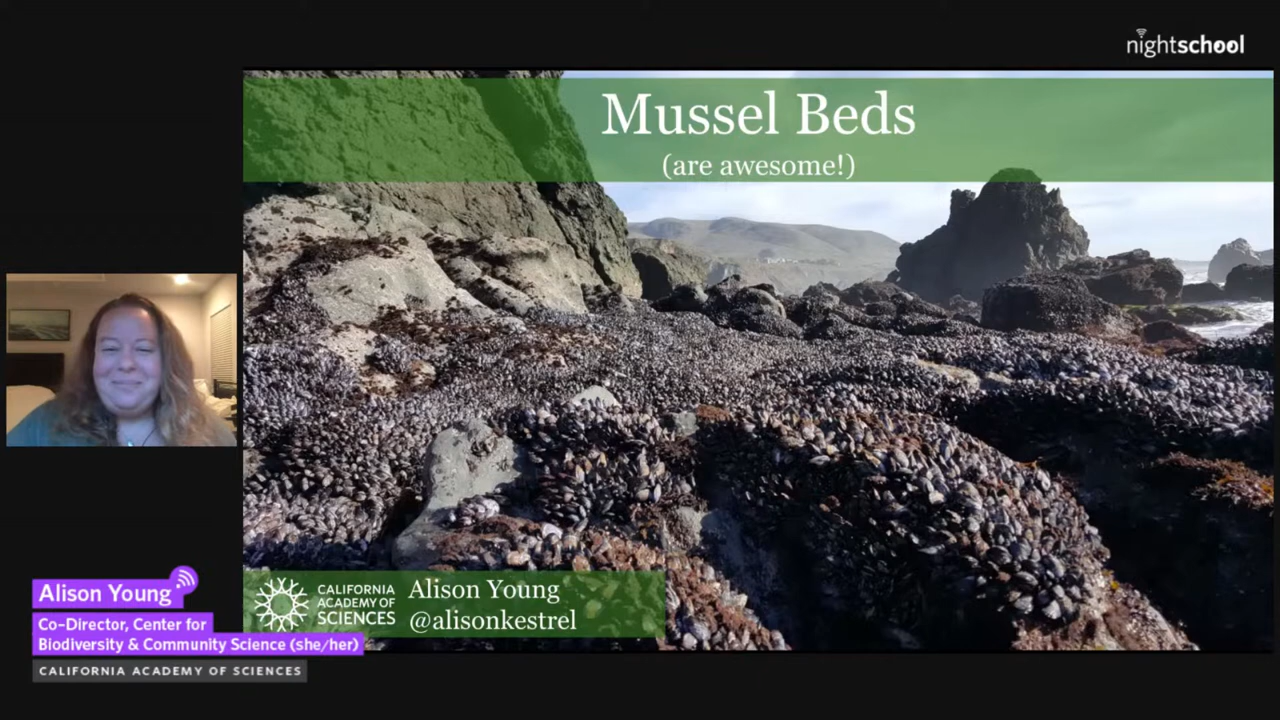 nightschool
Mussel Beds
(are awesome!)
CALIFORNIA
ACADEMY OF
SCIENCES
Alison Young
@alisonkestrel
Alison Young
Co-Director, Center for
Biodiversity & Community Science (she/her)
CALIFORNIA ACADEMY OF SCIENCES